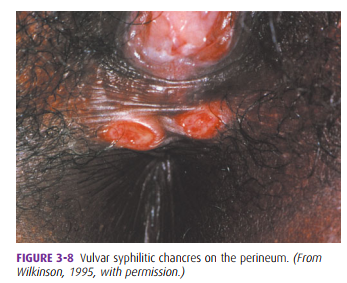 FIGURE 3-8 Vulvar syphilitic chancres on the perineum. (From
Wilkinson, 1995, with permission.)